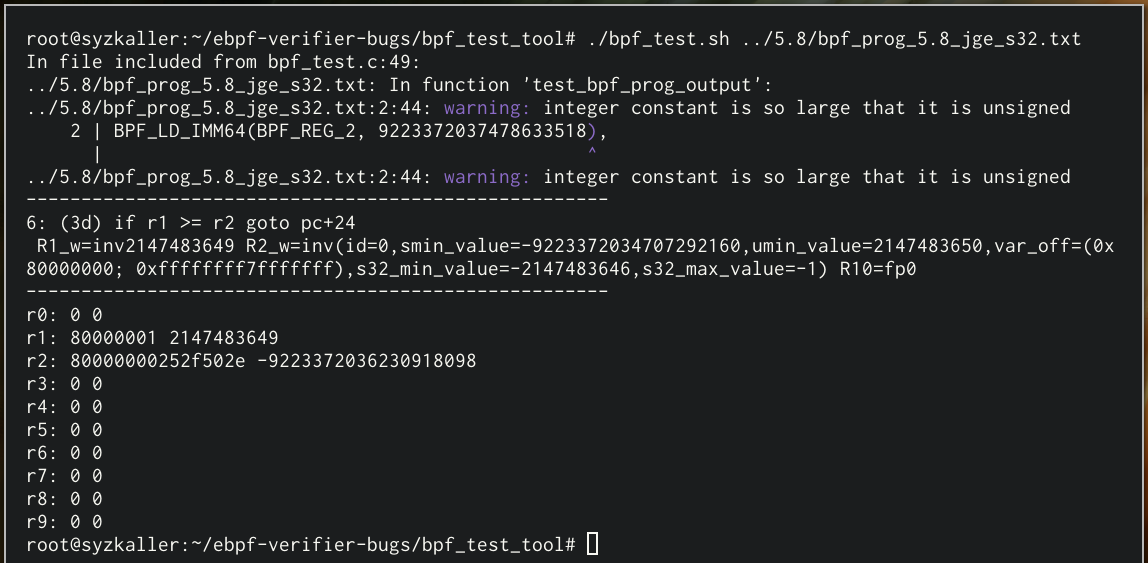 root@syzkaller:~/ebpf-verifier-bugs/bpf_test_tool# ./bpf_test.sh ../5.8/bpf_prog_5.8_jge_s32.txt
In file included from bpf_test.c:49:
../5.8/bpf_prog_5.8_jge_s32.txt: In function 'test_bpf_prog_output':
../5.8/bpf_prog_5.8_jge_s32.txt:2:44: warning: integer constant is so large that it is unsigned
    2 | BPF_LD_IMM64(BPF_REG_2, 9223372037478633518),
      |                                            ^
../5.8/bpf_prog_5.8_jge_s32.txt:2:44: warning: integer constant is so large that it is unsigned
-----------------------------------------------------
6: (3d) if r1 >= r2 goto pc+24
 R1_w=inv2147483649 R2_w=inv(id=0,smin_value=-9223372034707292160,umin_value=2147483650,var_off=(0x
80000000; 0xffffffff7fffffff),s32_min_value=-2147483646,s32_max_value=-1) R10=fp0
-----------------------------------------------------
r0: 0 0
r1: 80000001 2147483649
r2: 80000000252f502e -9223372036230918098
r3: 0 0
r4: 0 0
r5: 0 0
r6: 0 0
r7: 0 0
r8: 0 0
r9: 0 0
root@syzkaller:~/ebpf-verifier-bugs/bpf_test_tool#